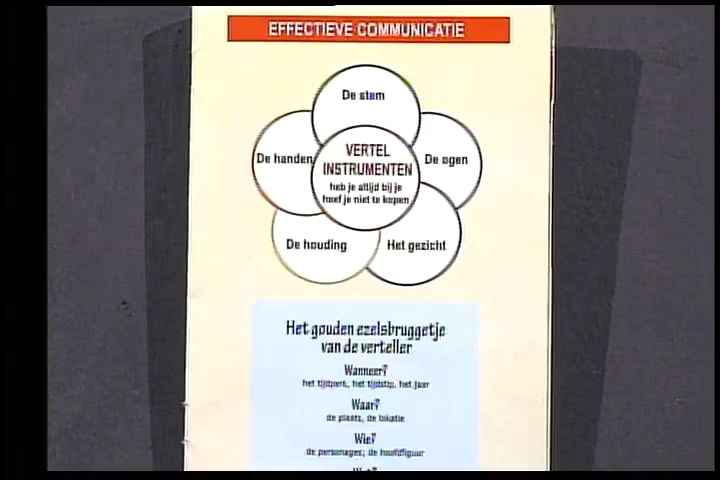 EFFECTIEVE COMMUNICATIE
De stem
De handen
VERTEL
INSTRUMENTEN
heb je altijd bij je
hoef je niet te kopen
De ogen
De houding
Het gezicht
Het gouden ezelsbruggetje
van de verteller
Wanneer?
het tijdperk, het tijdstip, het jaar
Waar?
de plaats, de lokatie
Wie?
de personages; de hoofdfiguur